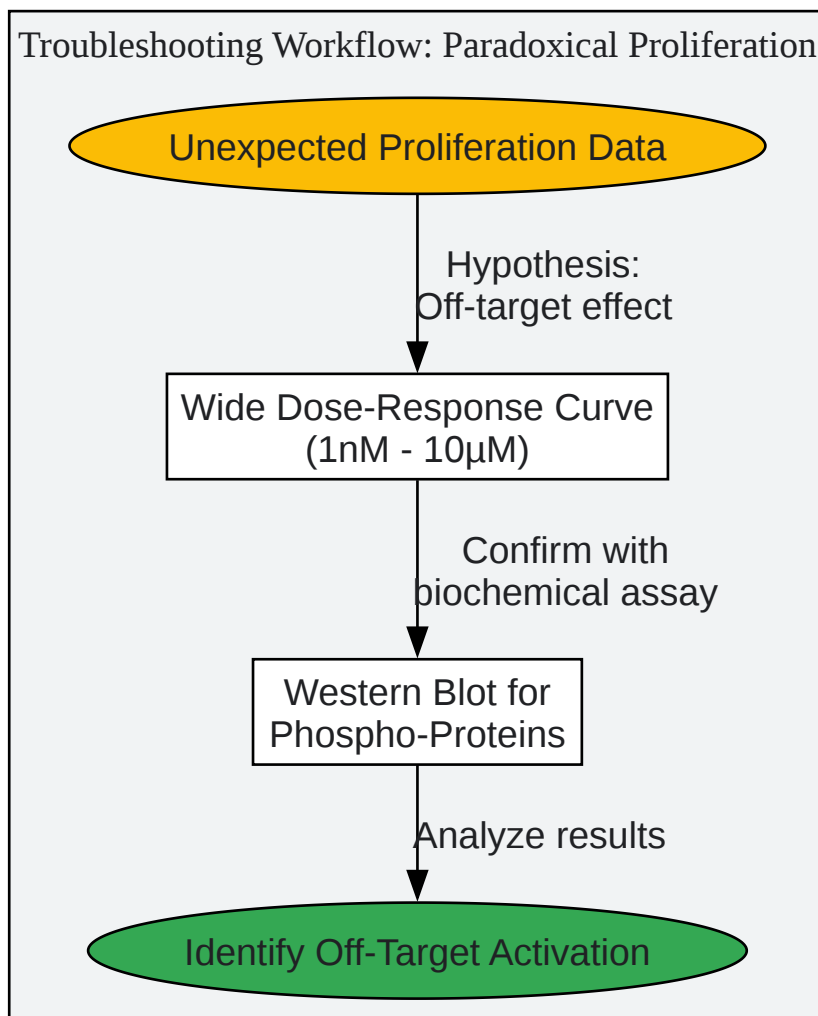 Troubleshooting Workflow: Paradoxical Proliferation
Unexpected Proliferation Data
Hypothesis:
Off-target effect
Wide Dose-Response Curve
(1nM - 10µM)
Confirm with
biochemical assay
Western Blot for
Phospho-Proteins
Analyze results
Identify Off-Target Activation